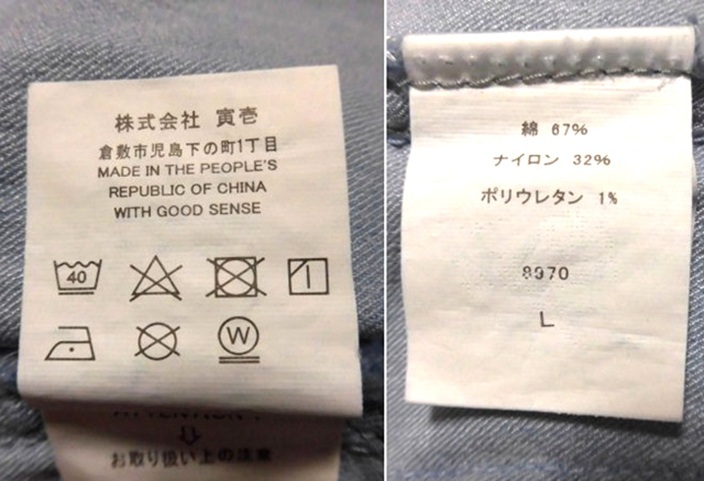 株式会社 寅壱
倉敷市児島下の町1丁目
MADE IN THE PEOPLE'S
REPUBLIC OF CHINA
WITH GOOD SENSE
40
W
ATTENTION!
お取り扱い上の注意
綿 67%
ナイロン 32%
ポリウレタン 1%
8970
L